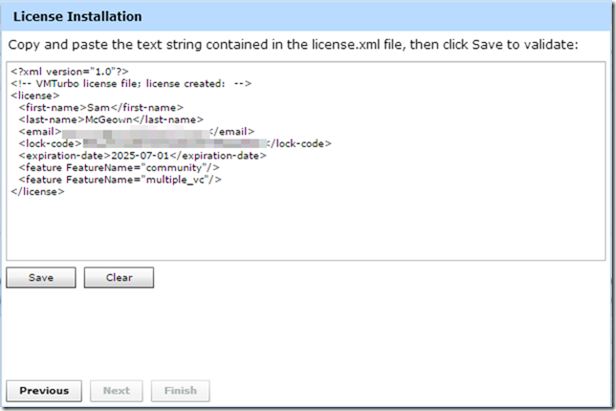 License Installation
Copy and paste the text string contained in the license.xml file, then click Save to validate:
<?xml version="1.0"?>
<!-- VMTurbo license file; license created:  -->
<license>
<first-name>Sam</first-name>
<last-name>McGeown</last-name>
<email></email>
<lock-code></lock-code>
<expiration-date>2025-07-01</expiration-date>
<feature FeatureName="community"/>
<feature FeatureName="multiple_vc"/>
</license>
Save Clear
Previous Next Finish